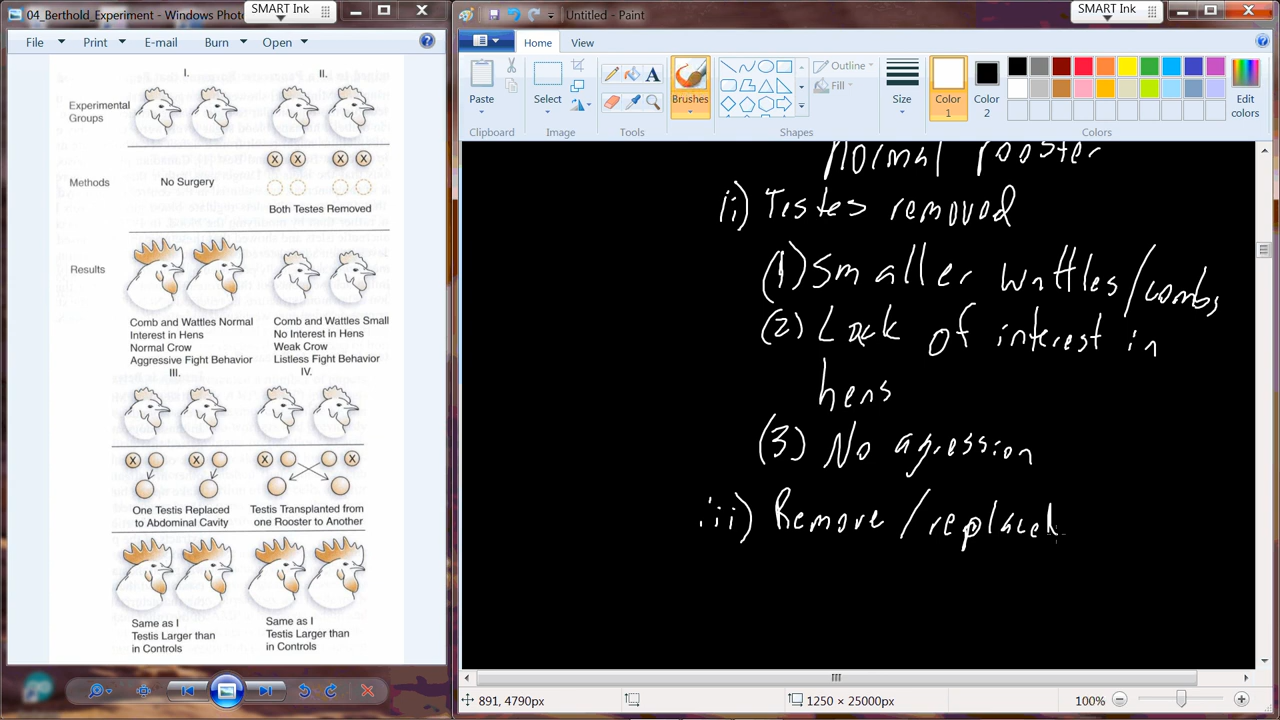 04_Berthold_Experiment - Windows Phot
SMART Ink
File
Print
E-mail
Burn
Open
I.
II.
Experimental
Groups
Methods
No Surgery
X X X X
Both Testes Removed
Results
Comb and Wattles Normal
Interest in Hens
Normal Crow
Aggressive Fight Behavior
Comb and Wattles Small
No Interest in Hens
Weak Crow
Listless Fight Behavior
III.
IV.
X X X X
One Testis Replaced
to Abdominal Cavity
Testis Transplanted from
one Rooster to Another
Same as I
Testis Larger than
in Controls
Same as I
Testis Larger than
in Controls
Untitled - Paint
SMART Ink
Home
View
Paste
Select
Brushes
Outline
Fill
Size
Color
1
Color
2
Edit
colors
Clipboard
Image
Tools
Shapes
Colors
Normal rooster
ii) Testes removed
(1) Smaller wattles/combs
(2) Lack of interest in
hens
(3) No agression
iii) Remove/replaced
891, 4790px
1250 × 25000px
100%